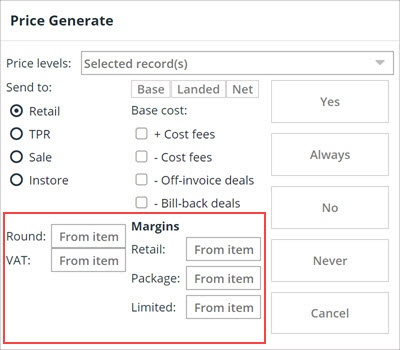 Price Generate
Price levels: Selected record(s)
Send to:
Retail
TPR
Sale
Instore
Base Landed Net
Base cost:
+ Cost fees
- Cost fees
- Off-invoice deals
- Bill-back deals
Round: From item
VAT: From item
Margins
Retail: From item
Package: From item
Limited: From item
Yes
Always
No
Never
Cancel